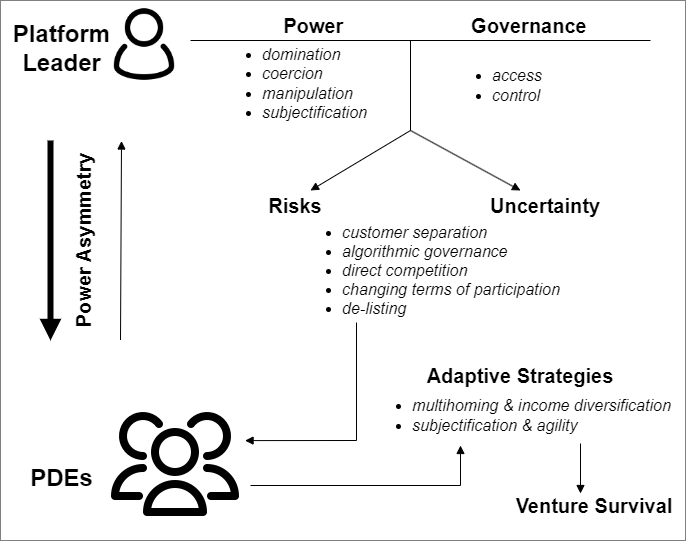 Platform
Leader
Power
Governance
• domination
• coercion
• manipulation
• subjectification
• access
• control
Power Asymmetry
Risks
Uncertainty
• customer separation
• algorithmic governance
• direct competition
• changing terms of participation
• de-listing
Adaptive Strategies
• multihoming & income diversification
• subjectification & agility
PDEs
Venture Survival